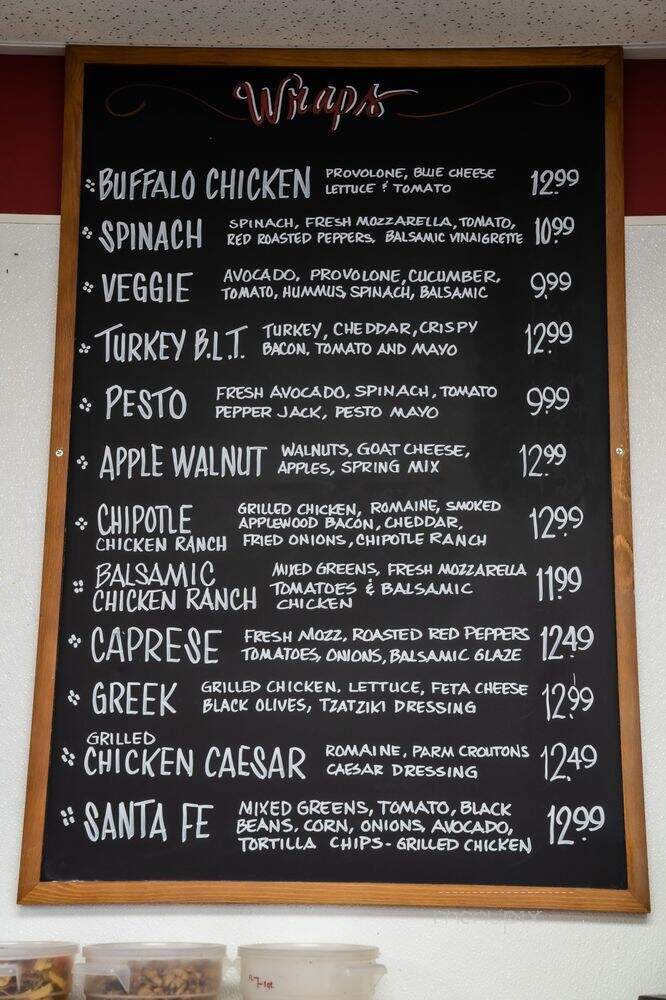 Wraps
BUFFALO CHICKEN PROVOLONE, BLUE CHEESE 12.99
LETTUCE & TOMATO
SPINACH SPINACH, FRESH MOZZARELLA, TOMATO, 10.99
RED ROASTED PEPPERS, BALSAMIC VINAIGRETTE
VEGGIE AVOCADO, PROVOLONE, CUCUMBER, 9.99
TOMATO, HUMMUS, SPINACH, BALSAMIC
TURKEY B.L.T. TURKEY, CHEDDAR, CRISPY 12.99
BACON, TOMATO AND MAYO
PESTO FRESH AVOCADO, SPINACH, TOMATO 9.99
PEPPER JACK, PESTO MAYO
APPLE WALNUT WALNUTS, GOAT CHEESE, 12.99
APPLES, SPRING MIX
CHIPOTLE GRILLED CHICKEN, ROMAINE, SMOKED 12.99
APPLEWOOD BACON, CHEDDAR,
CHICKEN RANCH FRIED ONIONS, CHIPOTLE RANCH
BALSAMIC MIXED GREENS, FRESH MOZZARELLA 11.99
CHICKEN RANCH TOMATOES & BALSAMIC
CHICKEN
CAPRESE FRESH MOZZ, ROASTED RED PEPPERS 12.49
TOMATOES, ONIONS, BALSAMIC GLAZE
GREEK GRILLED CHICKEN. LETTUCE, FETA CHEESE 12.99
BLACK OLIVES, TZATZIKI DRESSING
GRILLED
CHICKEN CAESAR ROMAINE, PARM CROUTONS 12.49
CAESAR DRESSING
SANTA FE MIXED GREENS, TOMATO, BLACK 12.99
BEANS, CORN, ONIONS, AVOCADO,
TORTILLA CHIPS - GRILLED CHICKEN